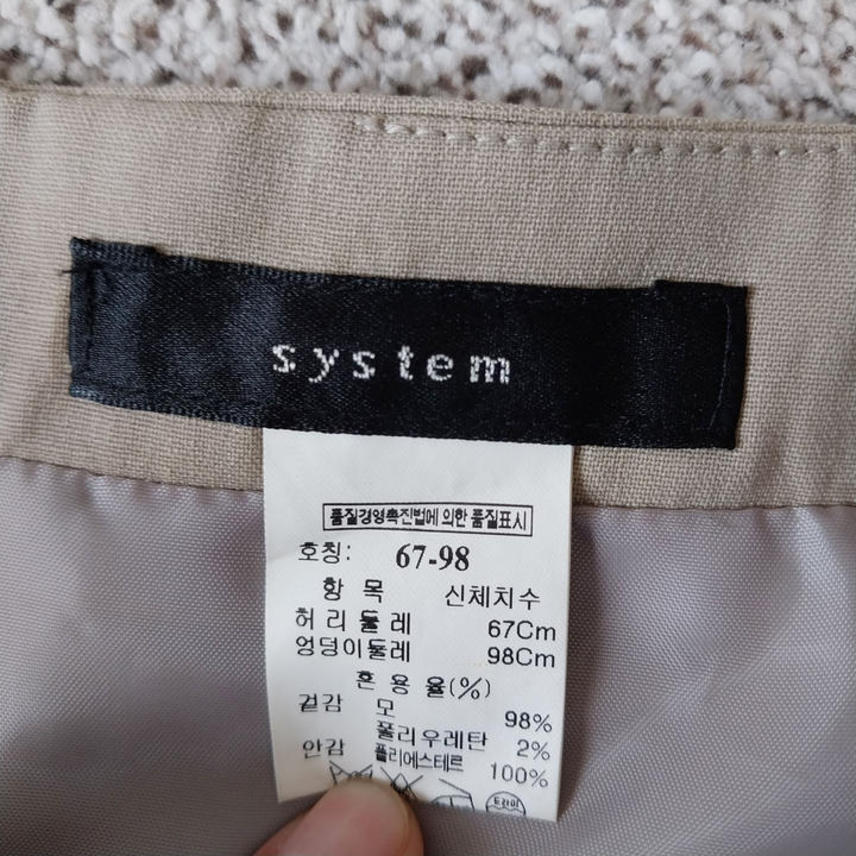 system
품질경영촉진법에 의한 품질표시
호칭: 67-98
항 목 신체치수
허 리 둘 레 67Cm
엉덩이둘레 98Cm
혼 용 율(%)
겉감 모 98%
폴리우레탄 2%
안감 폴리에스테르 100%
드라이